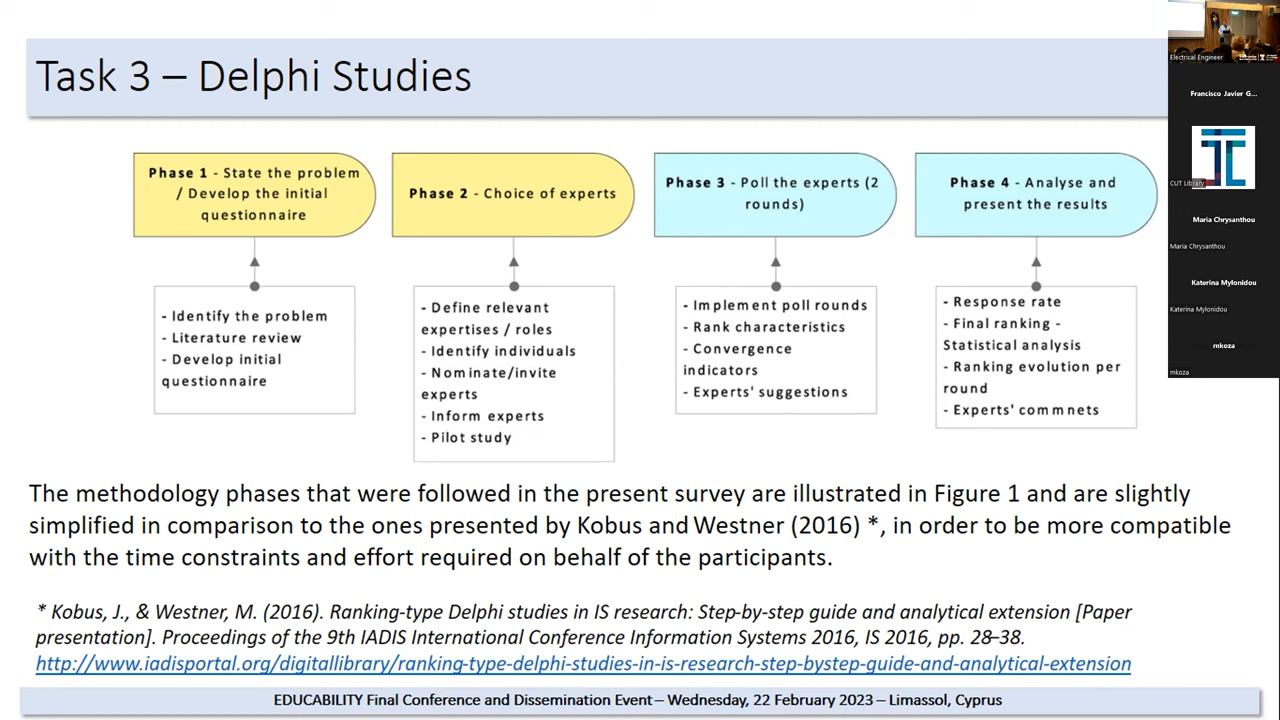 Task 3 – Delphi Studies
Phase 1 - State the problem
/ Develop the initial
questionnaire
Phase 2 - Choice of experts
Phase 3 - Poll the experts (2
rounds)
Phase 4 - Analyse and
present the results
- Identify the problem
- Literature review
- Develop initial
questionnaire
- Define relevant
expertises / roles
- Identify individuals
- Nominate/invite
experts
- Inform experts
- Pilot study
- Implement poll rounds
- Rank characteristics
- Convergence
indicators
- Experts' suggestions
- Response rate
- Final ranking -
Statistical analysis
- Ranking evolution per
round
- Experts' commnets
The methodology phases that were followed in the present survey are illustrated in Figure 1 and are slightly
simplified in comparison to the ones presented by Kobus and Westner (2016) *, in order to be more compatible
with the time constraints and effort required on behalf of the participants.
* Kobus, J., & Westner, M. (2016). Ranking-type Delphi studies in IS research: Step-by-step guide and analytical extension [Paper
presentation]. Proceedings of the 9th IADIS International Conference Information Systems 2016, IS 2016, pp. 28–38.
http://www.iadisportal.org/digitallibrary/ranking-type-delphi-studies-in-is-research-step-bystep-guide-and-analytical-extension
EDUCABILITY Final Conference and Dissemination Event – Wednesday, 22 February 2023 – Limassol, Cyprus
Electrical Engineer
Francisco Javier G...
CUT Library
Maria Chrysanthou
Maria Chrysanthou
Katerina Mylonidou
Katerina Mylonidou
mkoza
mkoza